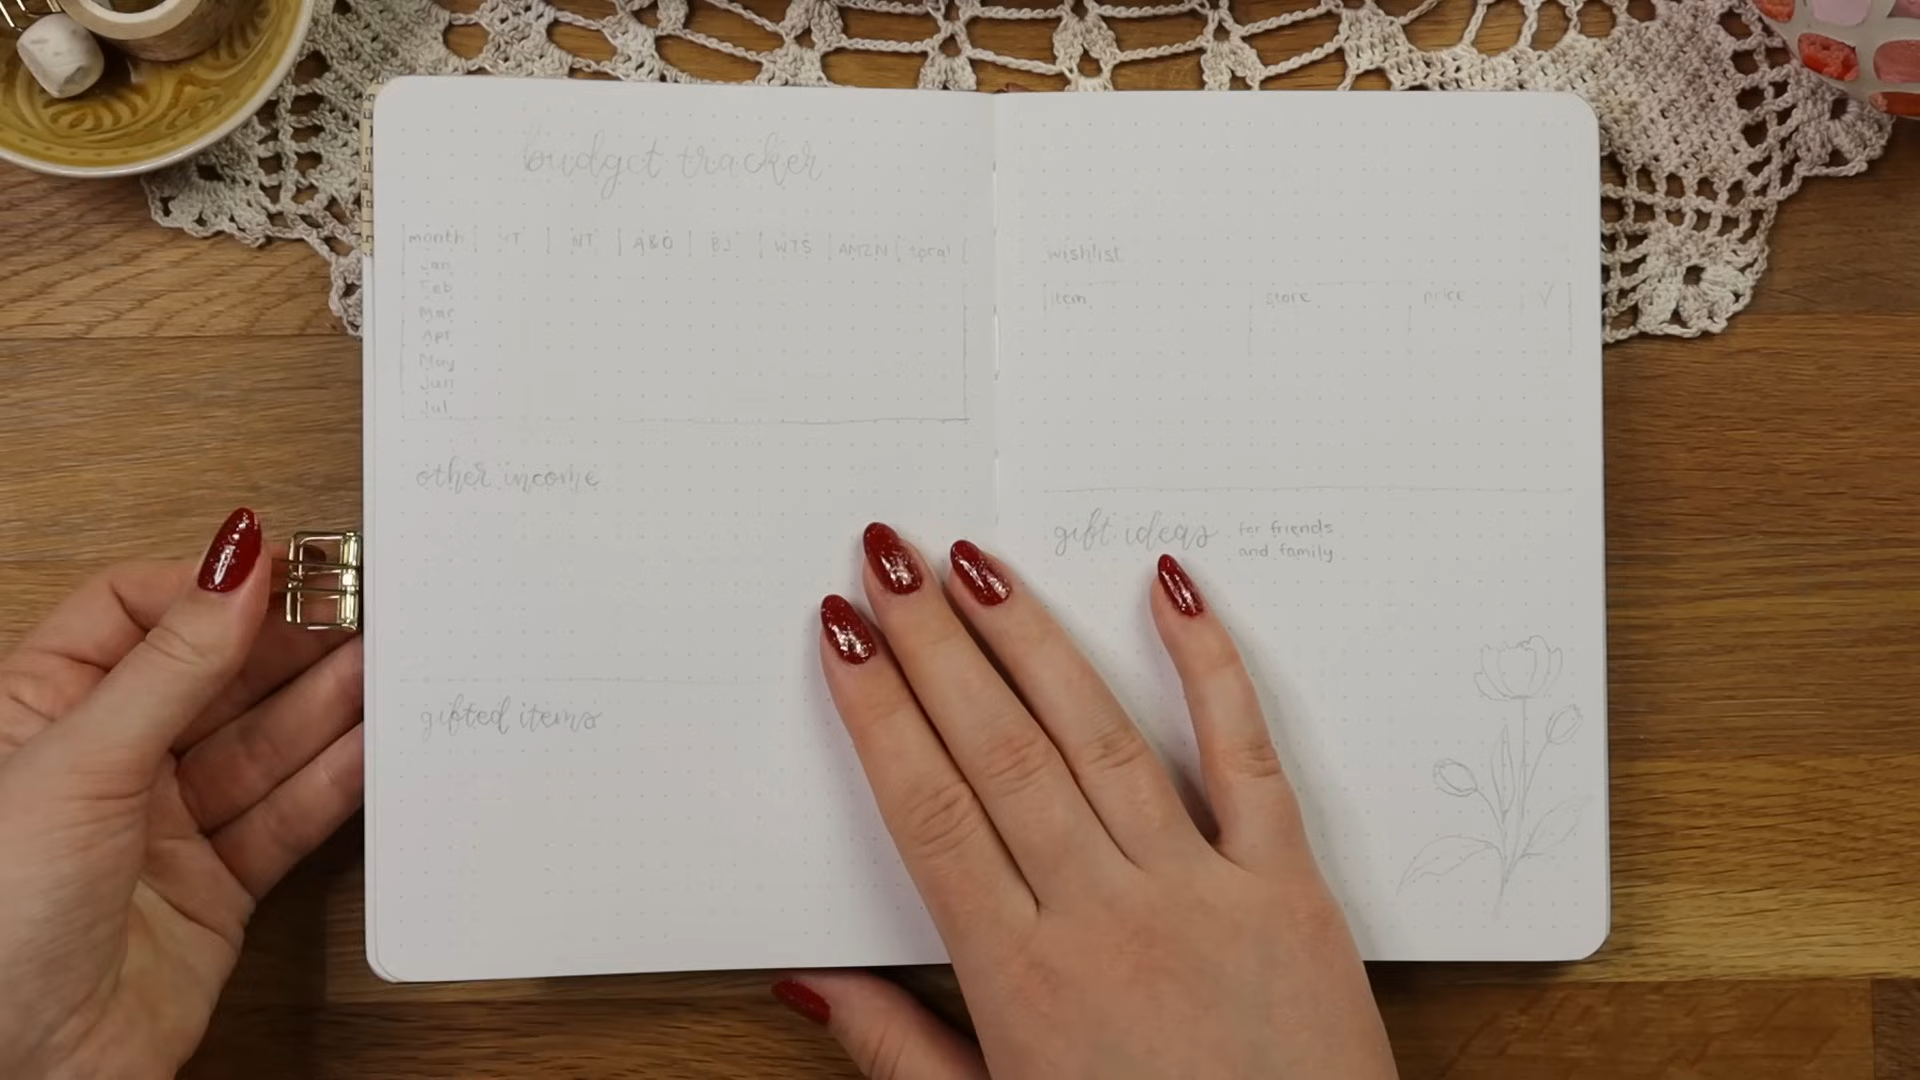 budget tracker
month YT NT A&O BJ WTS AMZN total
Jan
Feb
Mar
Apr
May
Jun
Jul
other income
gifted items
wishlist
item store price √
gift ideas for friends
and family